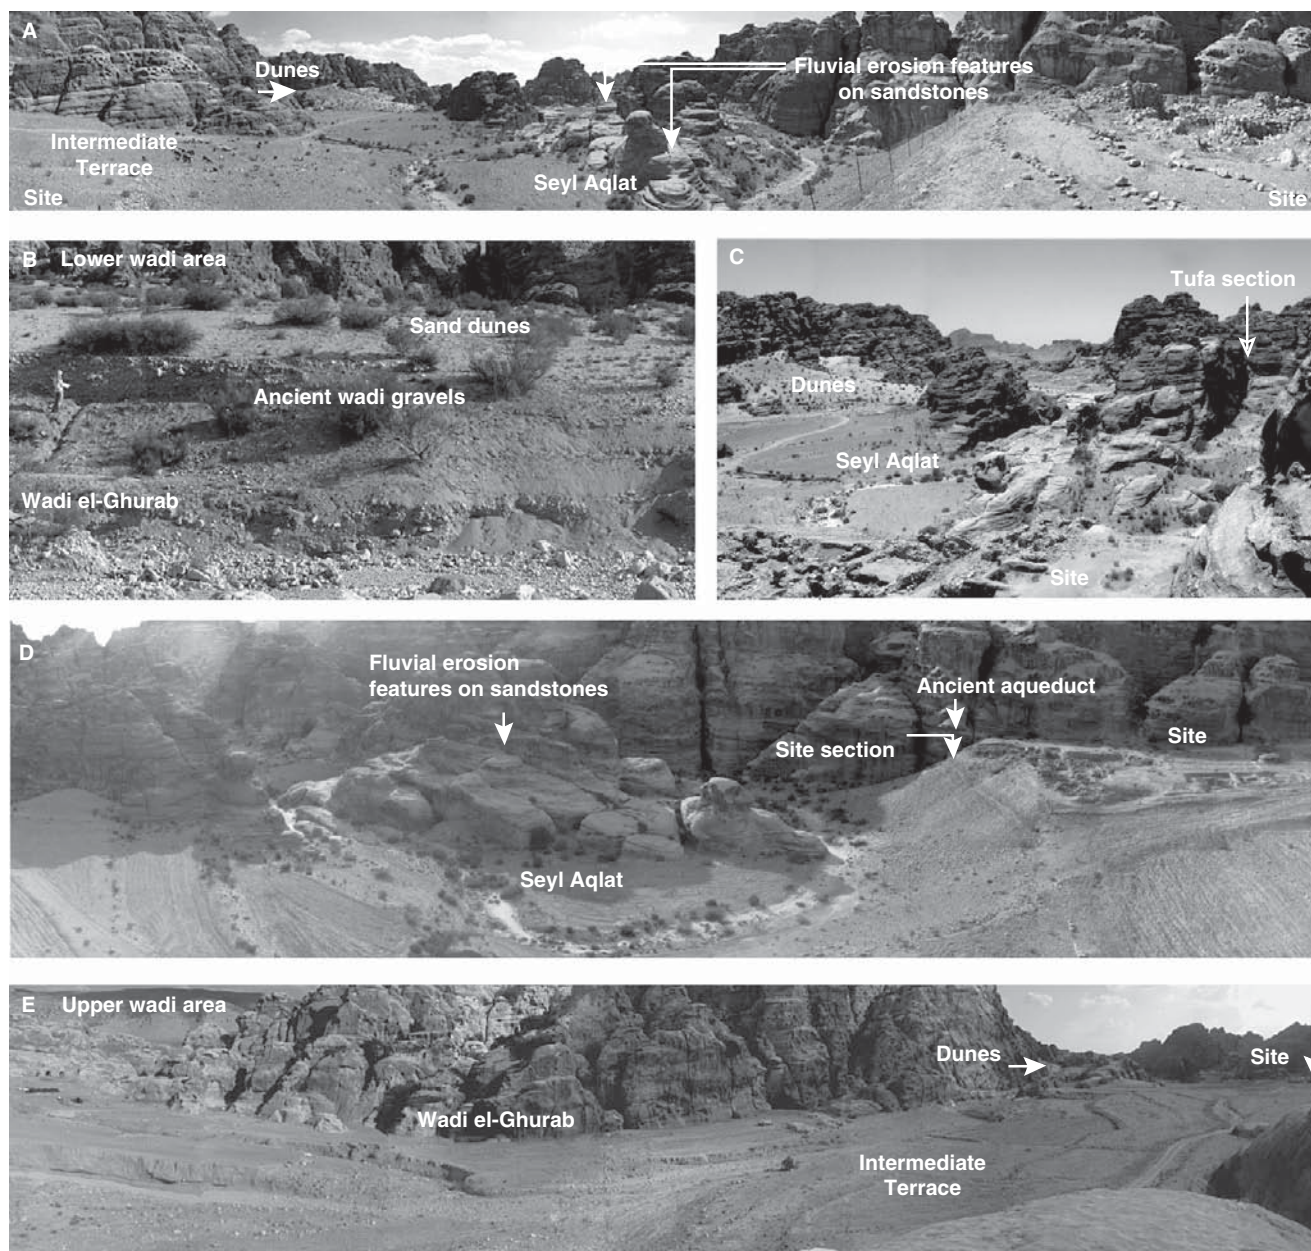 A
Dunes
Fluvial erosion features
on sandstones
Intermediate
Terrace
Seyl Aqlat
Site
Site
B Lower wadi area
Sand dunes
Ancient wadi gravels
Wadi el-Ghurab
C
Tufa section
Dunes
Seyl Aqlat
Site
D
Fluvial erosion
features on sandstones
Ancient aqueduct
Site section
Site
Seyl Aqlat
E Upper wadi area
Dunes
Site
Wadi el-Ghurab
Intermediate
Terrace